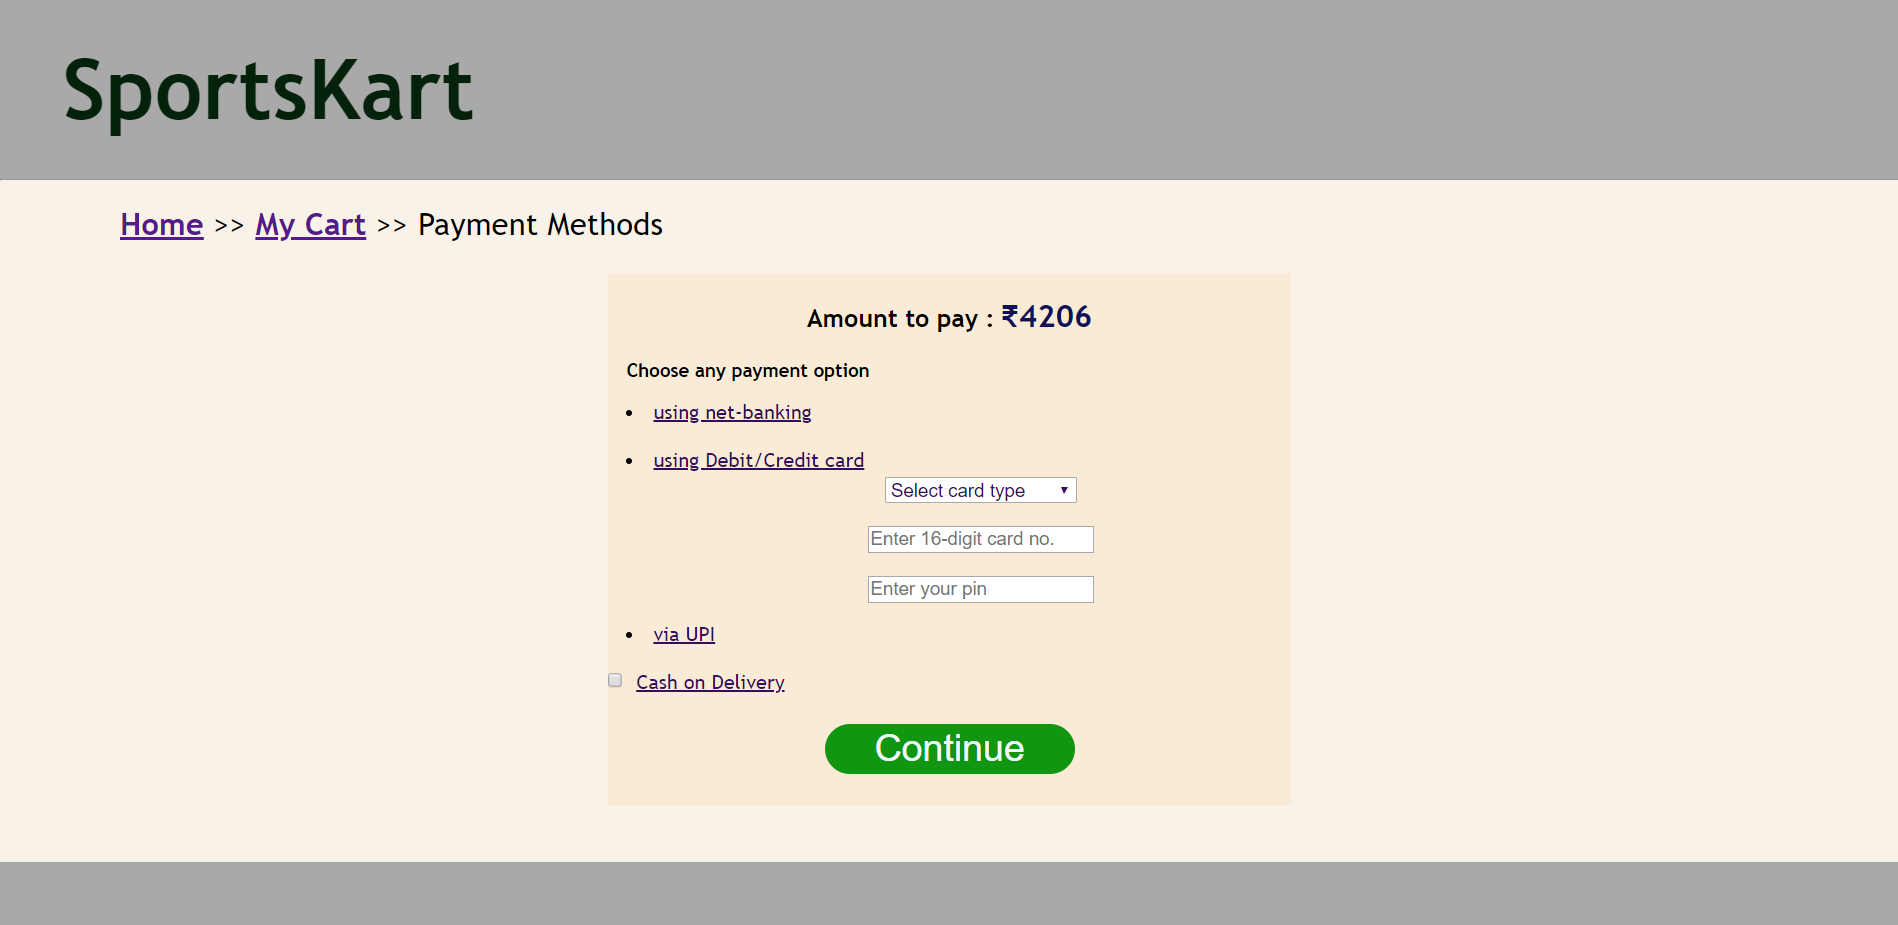 SportsKart
Home >> My Cart >> Payment Methods
Amount to pay : ₹4206
Choose any payment option
• using net-banking
• using Debit/Credit card
Select card type
Enter 16-digit card no.
Enter your pin
• via UPI
Cash on Delivery
Continue